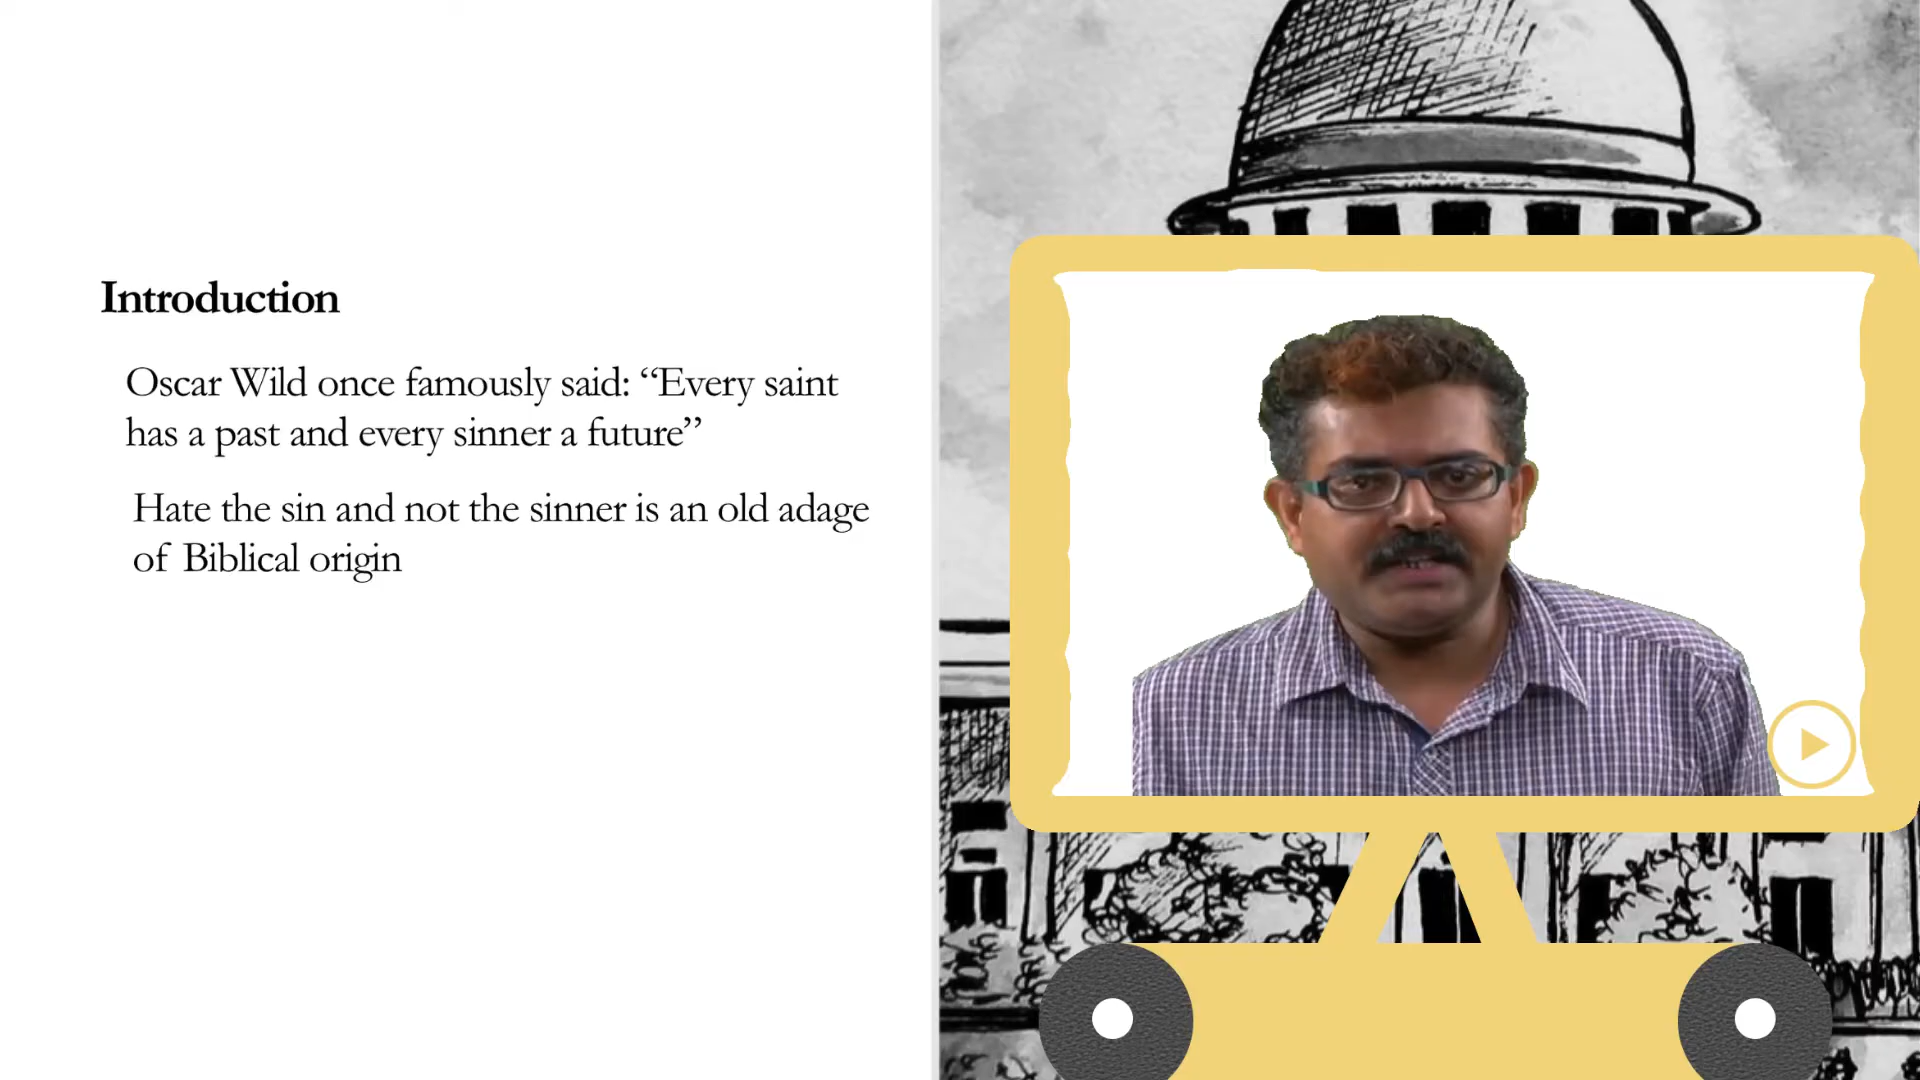 Introduction
Oscar Wild once famously said: “Every saint
has a past and every sinner a future”
Hate the sin and not the sinner is an old adage
of Biblical origin